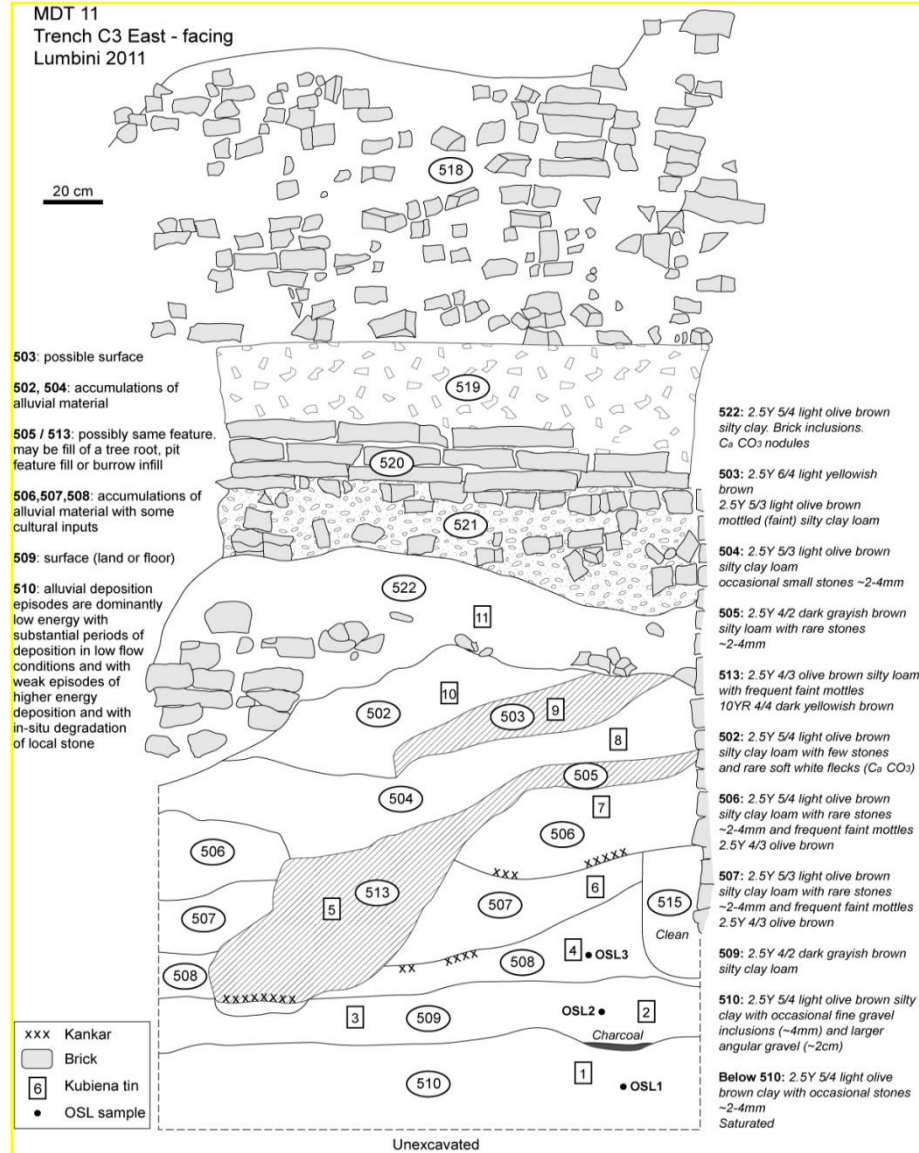 MDT 11
Trench C3 East - facing
Lumbini 2011
20 cm
518
519
520
521
522
11
10
502
503
9
8
505
504
7
506
506
513
5
6
507
507
515
Clean
4
OSL3
508
508
OSL2
2
3
509
Charcoal
1
510
OSL1
Unexcavated
503: possible surface
502, 504: accumulations of
alluvial material
505 / 513: possibly same feature.
may be fill of a tree root, pit
feature fill or burrow infill
506,507,508: accumulations of
alluvial material with some
cultural inputs
509: surface (land or floor)
510: alluvial deposition
episodes are dominantly
low energy with
substantial periods of
deposition in low flow
conditions and with
weak episodes of
higher energy
deposition and with
in-situ degradation
of local stone
xxx Kankar
Brick
6 Kubiena tin
OSL sample
522: 2.5Y 5/4 light olive brown
silty clay. Brick inclusions.
Ca CO3 nodules
503: 2.5Y 6/4 light yellowish
brown
2.5Y 5/3 light olive brown
mottled (faint) silty clay loam
504: 2.5Y 5/3 light olive brown
silty clay loam
occasional small stones ~2-4mm
505: 2.5Y 4/2 dark grayish brown
silty loam with rare stones
~2-4mm
513: 2.5Y 4/3 olive brown silty loam
with frequent faint mottles
10YR 4/4 dark yellowish brown
502: 2.5Y 5/4 light olive brown
silty clay loam with few stones
and rare soft white flecks (Ca CO3)
506: 2.5Y 5/4 light olive brown
silty clay loam with rare stones
~2-4mm and frequent faint mottles
2.5Y 4/3 olive brown
507: 2.5Y 5/3 light olive brown
silty clay loam with rare stones
~2-4mm and frequent faint mottles
2.5Y 4/3 olive brown
509: 2.5Y 4/2 dark grayish brown
silty clay loam
510: 2.5Y 5/4 light olive brown silty
clay with occasional fine gravel
inclusions (~4mm) and larger
angular gravel (~2cm)
Below 510: 2.5Y 5/4 light olive
brown clay with occasional stones
~2-4mm
Saturated